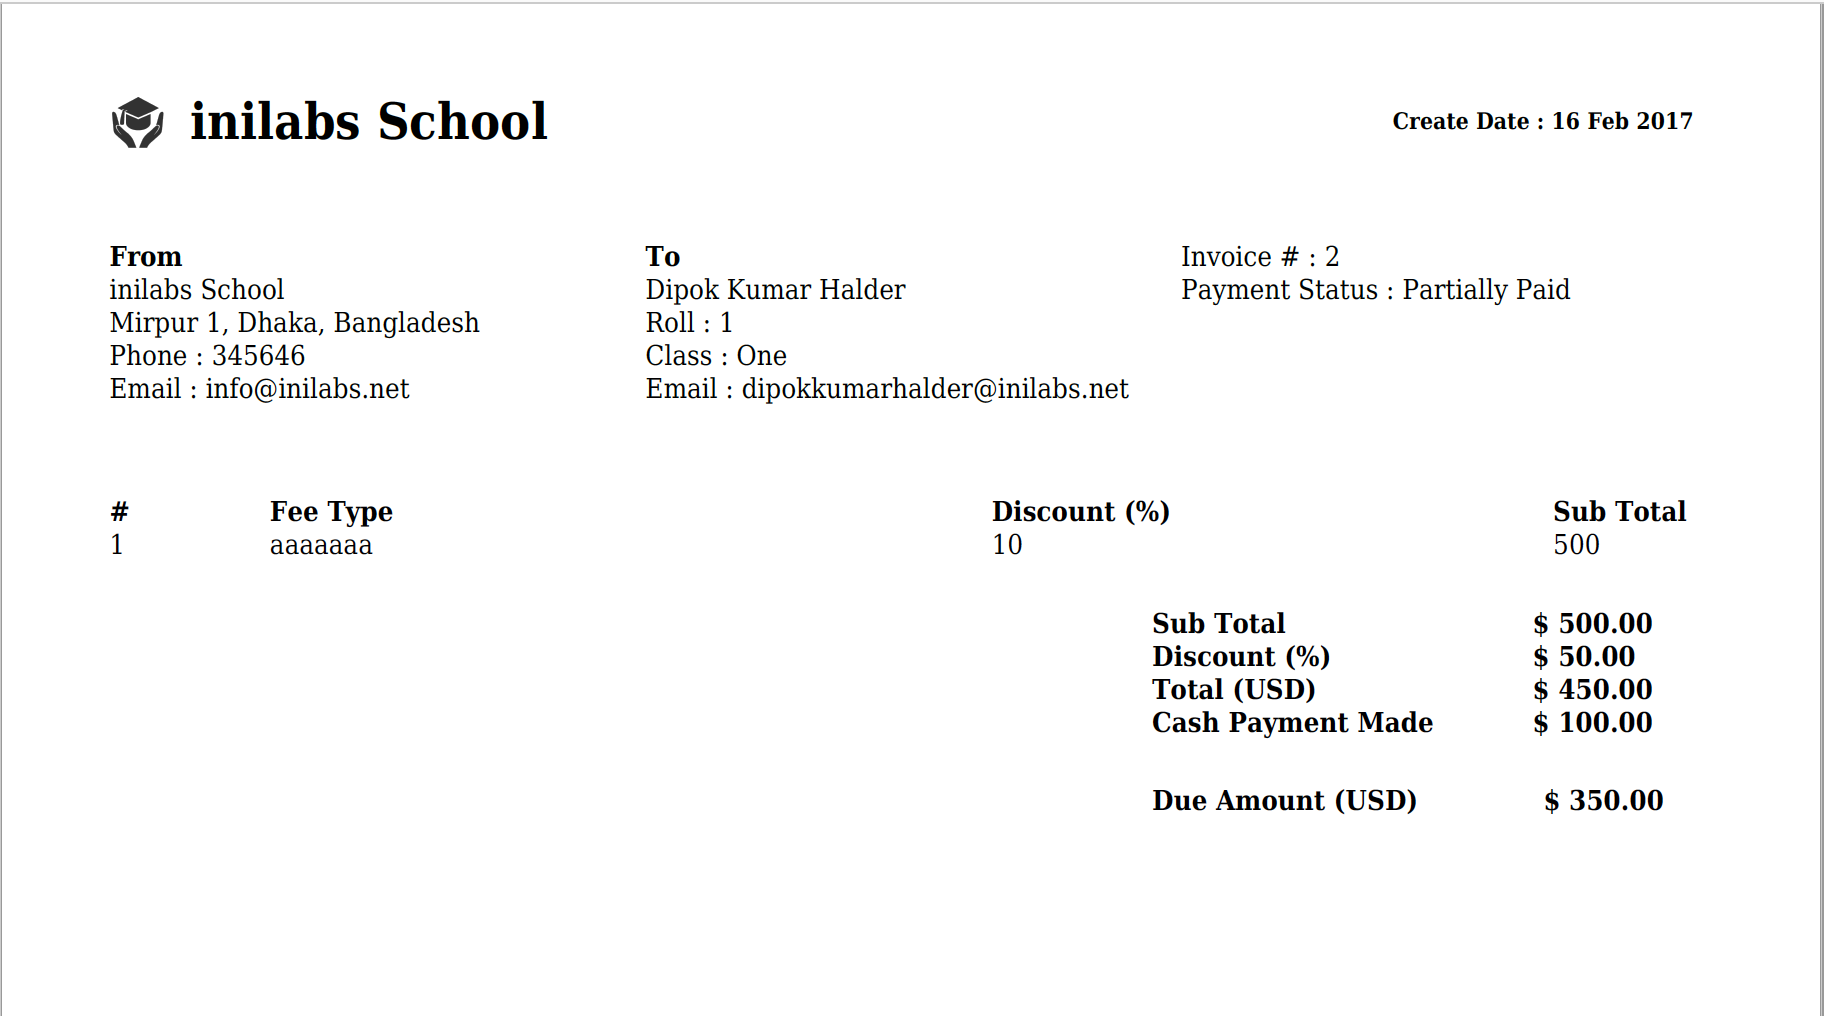 inilabs School
Create Date : 16 Feb 2017
From
inilabs School
Mirpur 1, Dhaka, Bangladesh
Phone : 345646
Email : info@inilabs.net
To
Dipok Kumar Halder
Roll : 1
Class : One
Email : dipokkumarhalder@inilabs.net
Invoice # : 2
Payment Status : Partially Paid
# Fee Type Discount (%) Sub Total
1 aaaaaaa 10 500
Sub Total $ 500.00
Discount (%) $ 50.00
Total (USD) $ 450.00
Cash Payment Made $ 100.00
Due Amount (USD) $ 350.00